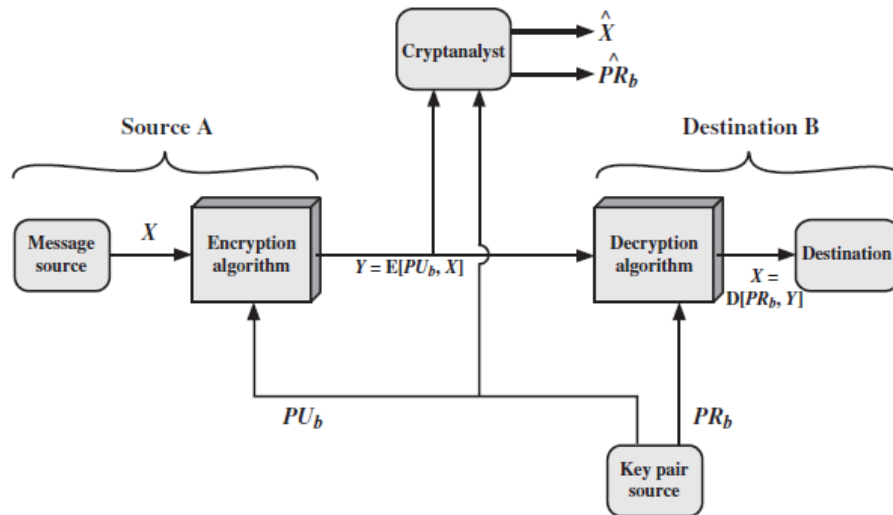 Cryptanalyst
X̂
P̂R_b
Source A
Destination B
Message
source
X
Encryption
algorithm
Y = E[PU_b, X]
Decryption
algorithm
X =
D[PR_b, Y]
Destination
PU_b
PR_b
Key pair
source